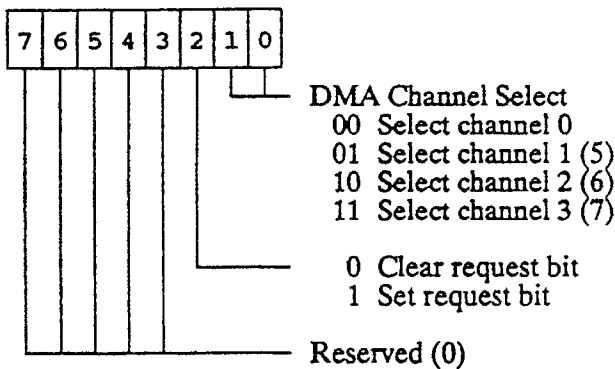 7 6 5 4 3 2 1 0
DMA Channel Select
00 Select channel 0
01 Select channel 1 (5)
10 Select channel 2 (6)
11 Select channel 3 (7)
0 Clear request bit
1 Set request bit
Reserved (0)